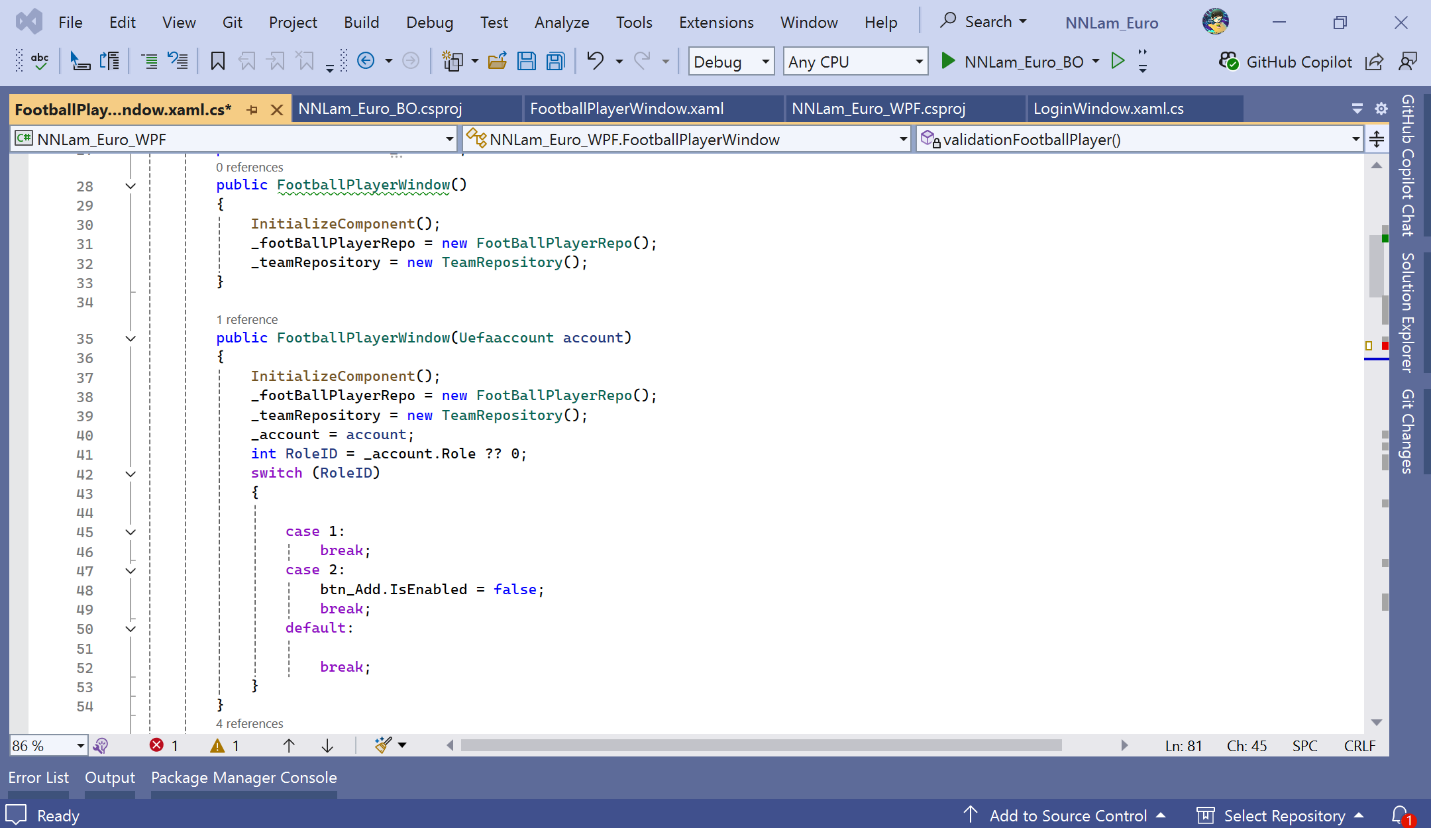 File Edit View Git Project Build Debug Test Analyze Tools Extensions Window Help Search NNLam_Euro
abc Debug Any CPU NNLam_Euro_BO GitHub Copilot
FootballPlay...ndow.xaml.cs* NNLam_Euro_BO.csproj FootballPlayerWindow.xaml NNLam_Euro_WPF.csproj LoginWindow.xaml.cs
C# NNLam_Euro_WPF NNLam_Euro_WPF.FootballPlayerWindow validationFootballPlayer()
0 references
28 public FootballPlayerWindow()
29 {
30 InitializeComponent();
31 _footBallPlayerRepo = new FootBallPlayerRepo();
32 _teamRepository = new TeamRepository();
33 }
34
1 reference
35 public FootballPlayerWindow(Uefaaccount account)
36 {
37 InitializeComponent();
38 _footBallPlayerRepo = new FootBallPlayerRepo();
39 _teamRepository = new TeamRepository();
40 _account = account;
41 int RoleID = _account.Role ?? 0;
42 switch (RoleID)
43 {
44
45 case 1:
46 break;
47 case 2:
48 btn_Add.IsEnabled = false;
49 break;
50 default:
51
52 break;
53 }
54 }
4 references
86 % 1 1 Ln: 81 Ch: 45 SPC CRLF
Error List Output Package Manager Console
Ready Add to Source Control Select Repository 1
GitHub Copilot Chat
Solution Explorer
Git Changes